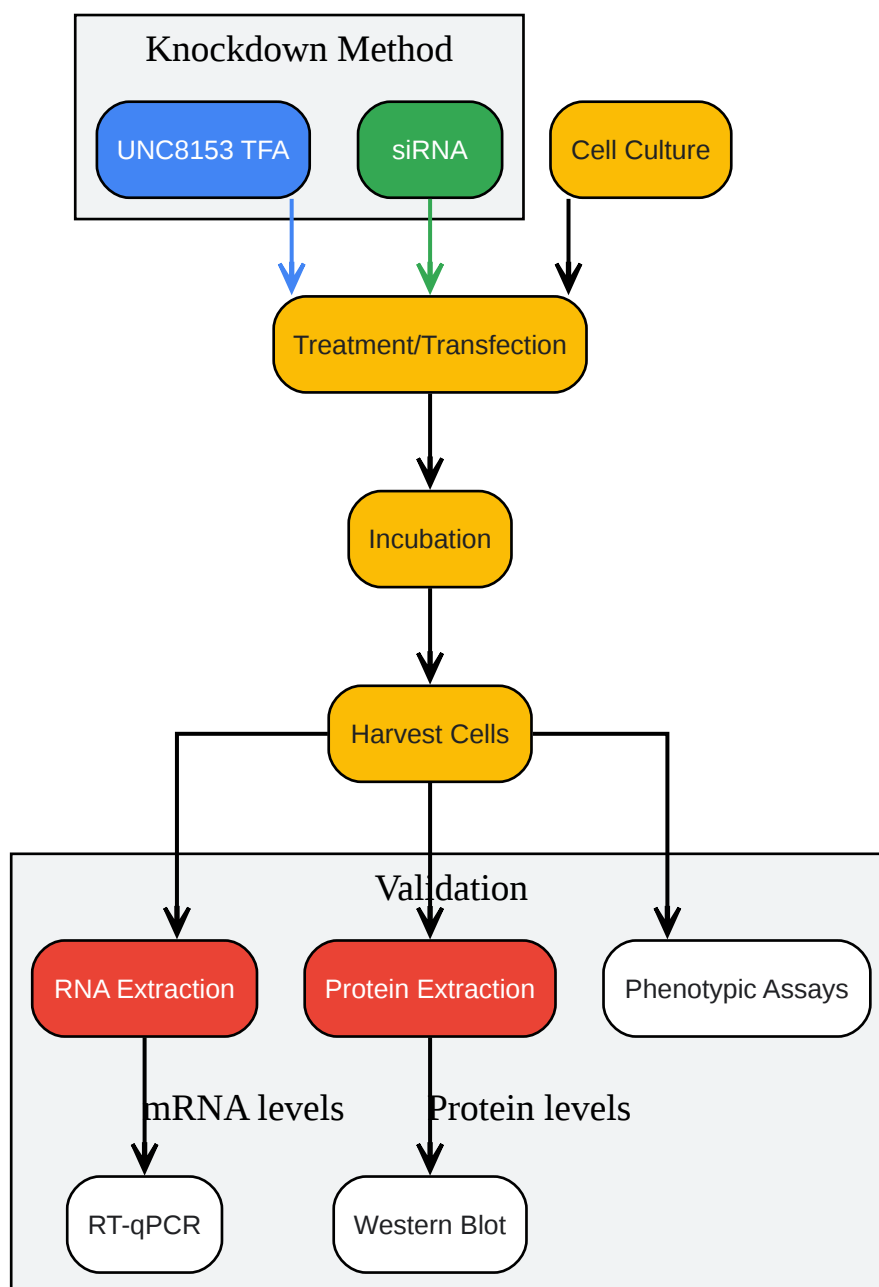 Knockdown Method
UNC8153 TFA
siRNA
Cell Culture
Treatment/Transfection
Incubation
Harvest Cells
Validation
RNA Extraction
Protein Extraction
Phenotypic Assays
mRNA levels
Protein levels
RT-qPCR
Western Blot